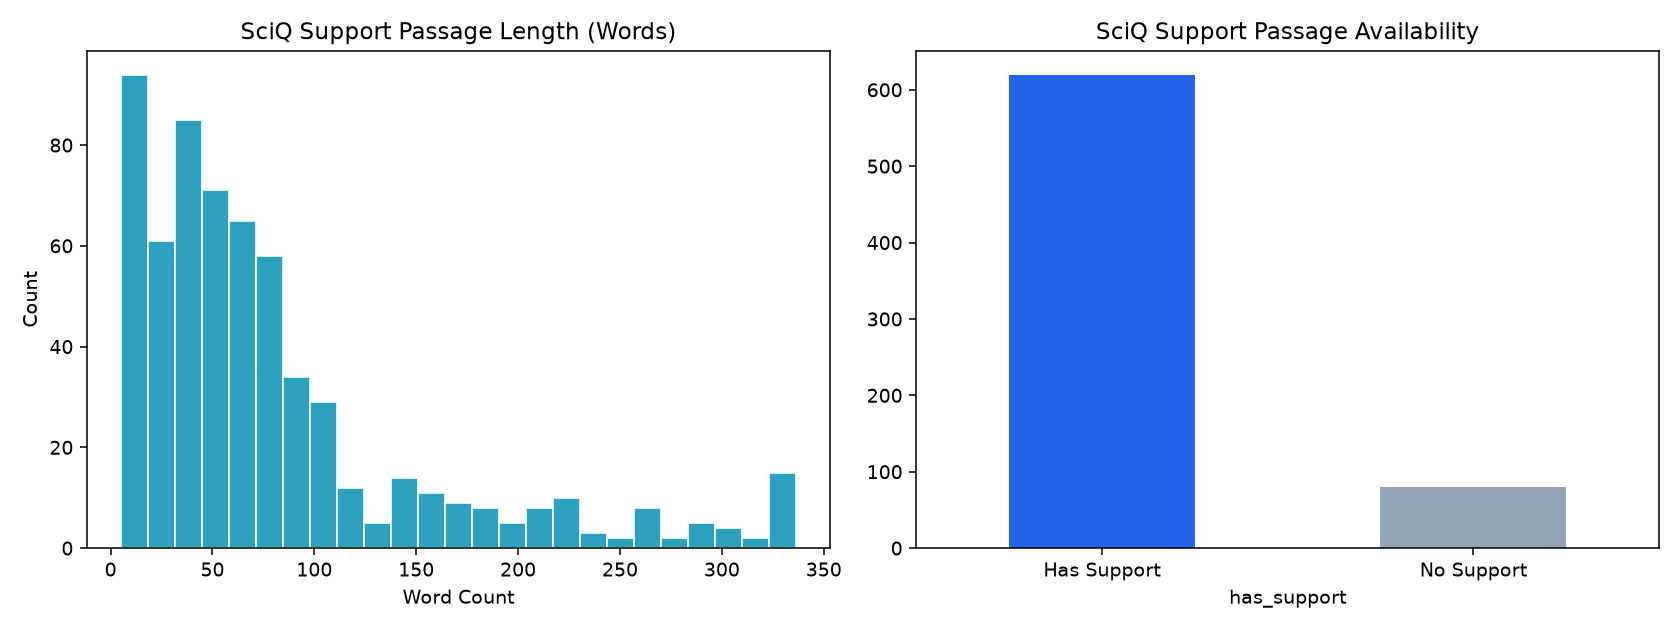 SciQ Support Passage Length (Words)
Count
80
60
40
20
0
0 50 100 150 200 250 300 350
Word Count
SciQ Support Passage Availability
600
500
400
300
200
100
0
Has Support No Support
has_support